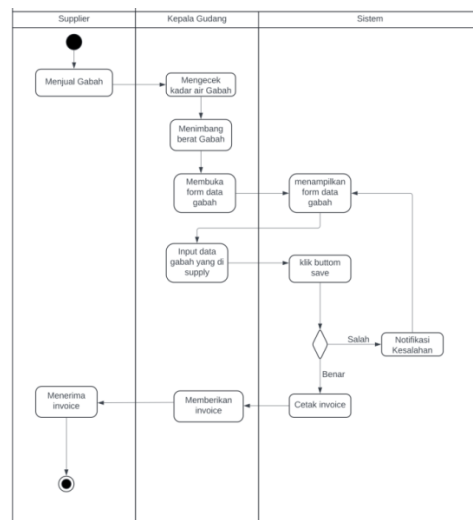 Supplier
Kepala Gudang
Sistem
Menjual Gabah
Mengecek
kadar air Gabah
Menimbang
berat Gabah
Membuka
form data
gabah
menampilkan
form data
gabah
Input data
gabah yang di
supply
klik buttom
save
Salah
Notifikasi
Kesalahan
Benar
Cetak invoice
Memberikan
invoice
Menerima
invoice